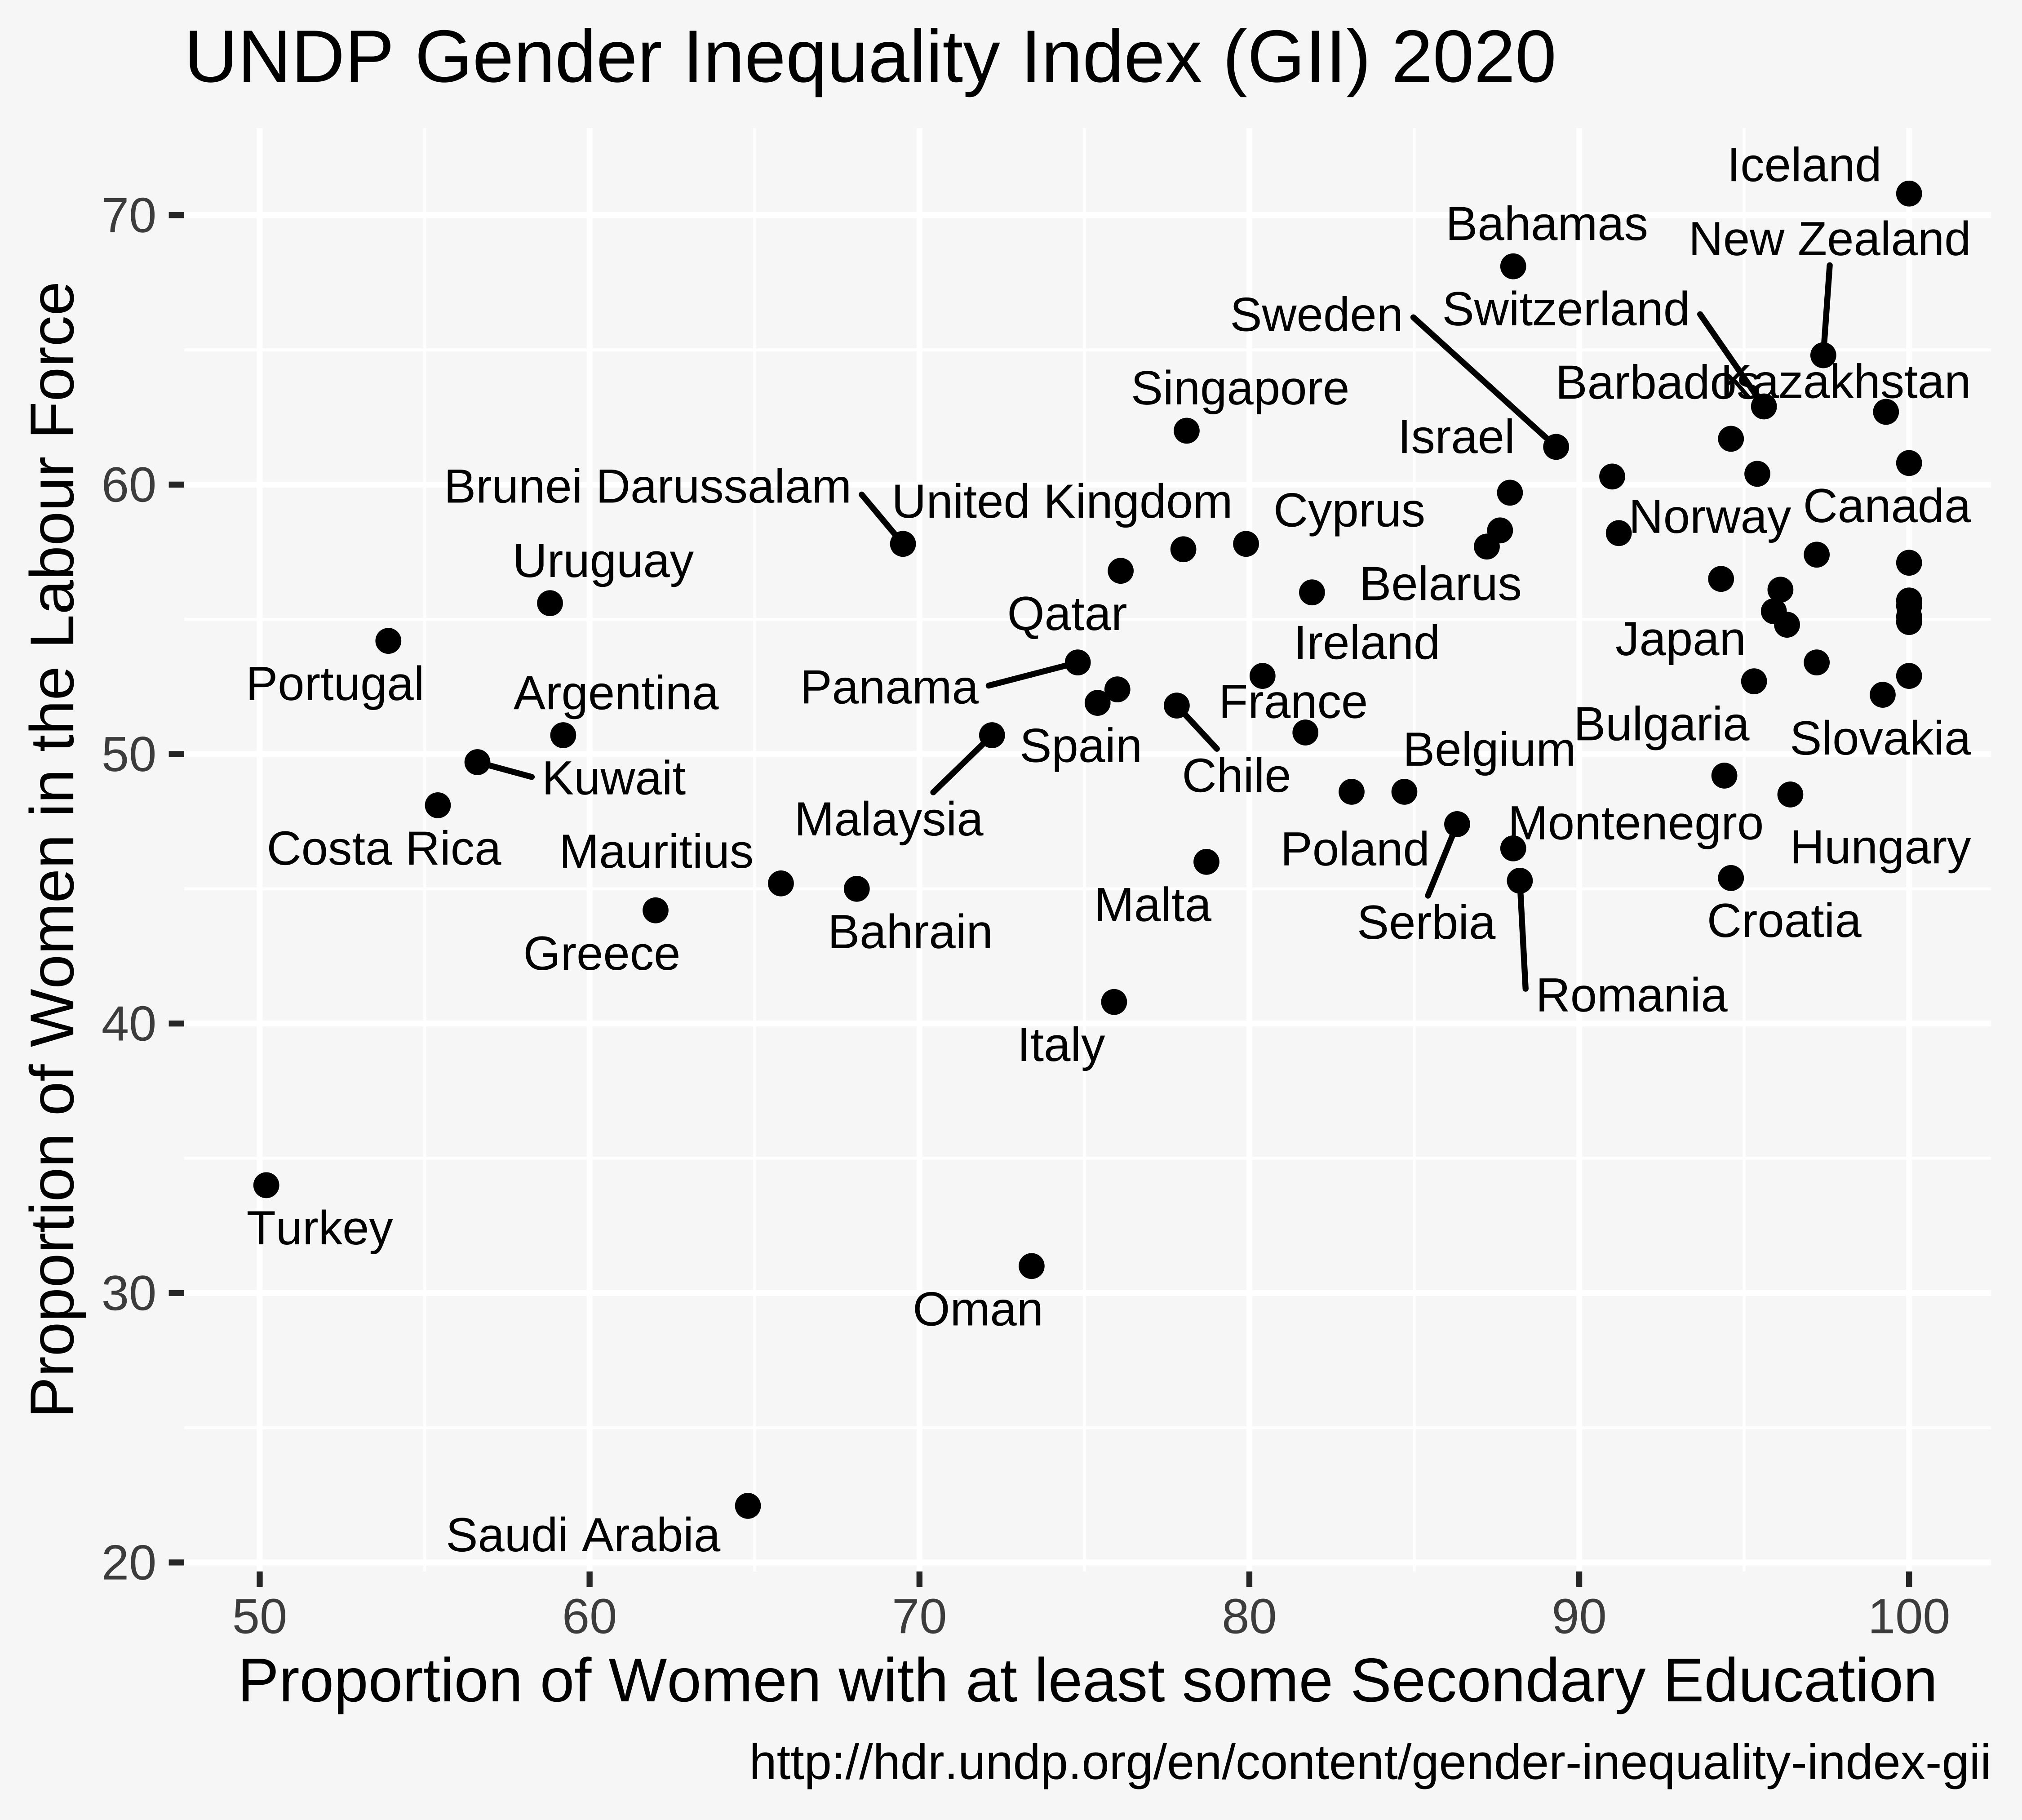 UNDP Gender Inequality Index (GII) 2020
Iceland
Bahamas
New Zealand
70
Sweden
Switzerland
Singapore
Barbados
Kazakhstan
Israel
60
Brunei Darussalam
United Kingdom
Cyprus
Norway
Canada
Uruguay
Belarus
Qatar
Ireland
Japan
Portugal
Argentina
Panama
France
Bulgaria
50
Spain
Belgium
Slovakia
Kuwait
Chile
Malaysia
Montenegro
Costa Rica
Mauritius
Poland
Hungary
Malta
Serbia
Croatia
Greece
Bahrain
40
Romania
Italy
Turkey
30
Oman
Saudi Arabia
20
Proportion of Women in the Labour Force
50 60 70 80 90 100
Proportion of Women with at least some Secondary Education
http://hdr.undp.org/en/content/gender-inequality-index-gii